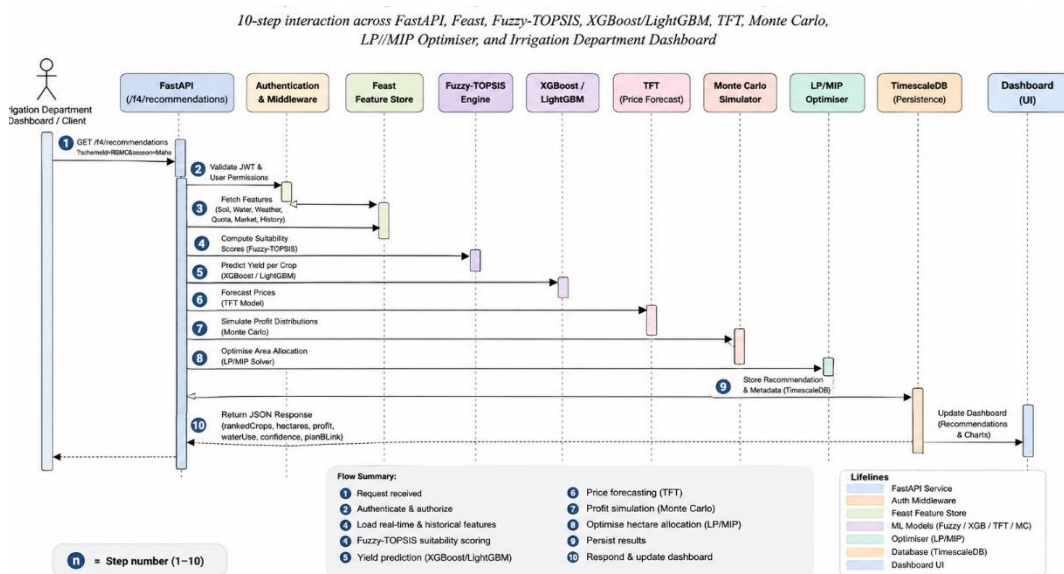 10-step interaction across FastAPI, Feast, Fuzzy-TOPSIS, XGBoost/LightGBM, TFT, Monte Carlo,
LP//MIP Optimiser, and Irrigation Department Dashboard
FastAPI
(/f4/recommendations)
Authentication
& Middleware
Feast
Feature Store
Fuzzy-TOPSIS
Engine
XGBoost /
LightGBM
TFT
(Price Forecast)
Monte Carlo
Simulator
LP/MIP
Optimiser
TimescaleDB
(Persistence)
Dashboard
(UI)
rrigation Department
Dashboard / Client
1 GET /f4/recommendations
?schemeId=RBMC&season=Maha
2 Validate JWT &
User Permissions
3 Fetch Features
(Soil, Water, Weather,
Quota, Market, History)
4 Compute Suitability
Scores (Fuzzy-TOPSIS)
5 Predict Yield per Crop
(XGBoost / LightGBM)
6 Forecast Prices
(TFT Model)
7 Simulate Profit Distributions
(Monte Carlo)
8 Optimise Area Allocation
(LP/MIP Solver)
9 Store Recommendation
& Metadata (TimescaleDB)
10 Return JSON Response
{rankedCrops, hectares, profit,
waterUse, confidence, planBLink}
Update Dashboard
(Recommendations
& Charts)
Flow Summary:
1 Request received
2 Authenticate & authorize
4 Load real-time & historical features
4 Fuzzy-TOPSIS suitability scoring
5 Yield prediction (XGBoost/LightGBM)
6 Price forecasting (TFT)
7 Profit simulation (Monte Carlo)
8 Optimise hectare allocation (LP/MIP)
9 Persist results
10 Respond & update dashboard
n = Step number (1–10)
Lifelines
FastAPI Service
Auth Middleware
Feast Feature Store
ML Models (Fuzzy / XGB / TFT / MC)
Optimiser (LP/MIP)
Database (TimescaleDB)
Dashboard UI